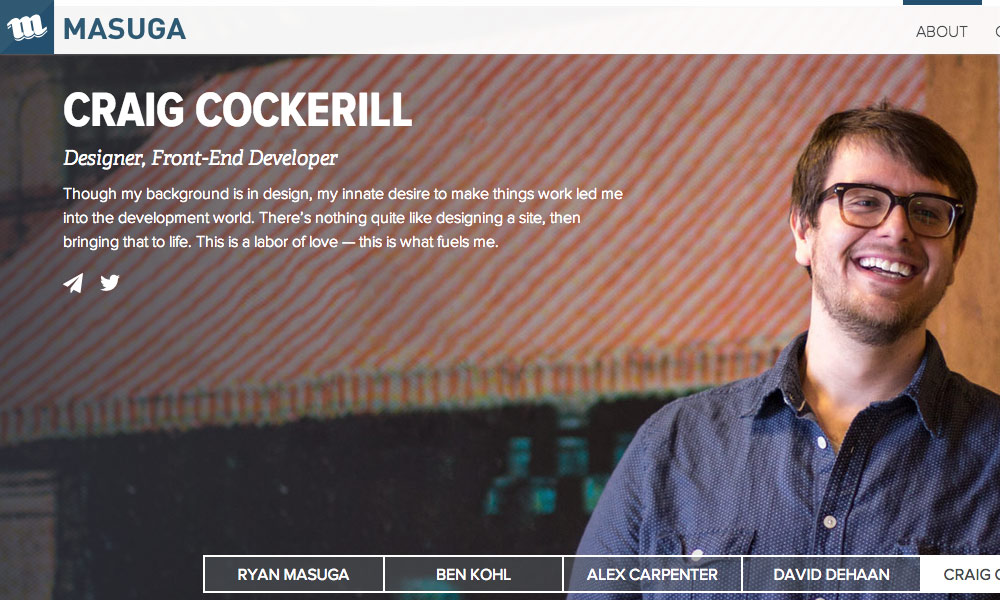 m MASUGA
ABOUT
CRAIG COCKERILL
Designer, Front-End Developer
Though my background is in design, my innate desire to make things work led me
into the development world. There's nothing quite like designing a site, then
bringing that to life. This is a labor of love — this is what fuels me.
RYAN MASUGA
BEN KOHL
ALEX CARPENTER
DAVID DEHAAN
CRAIG